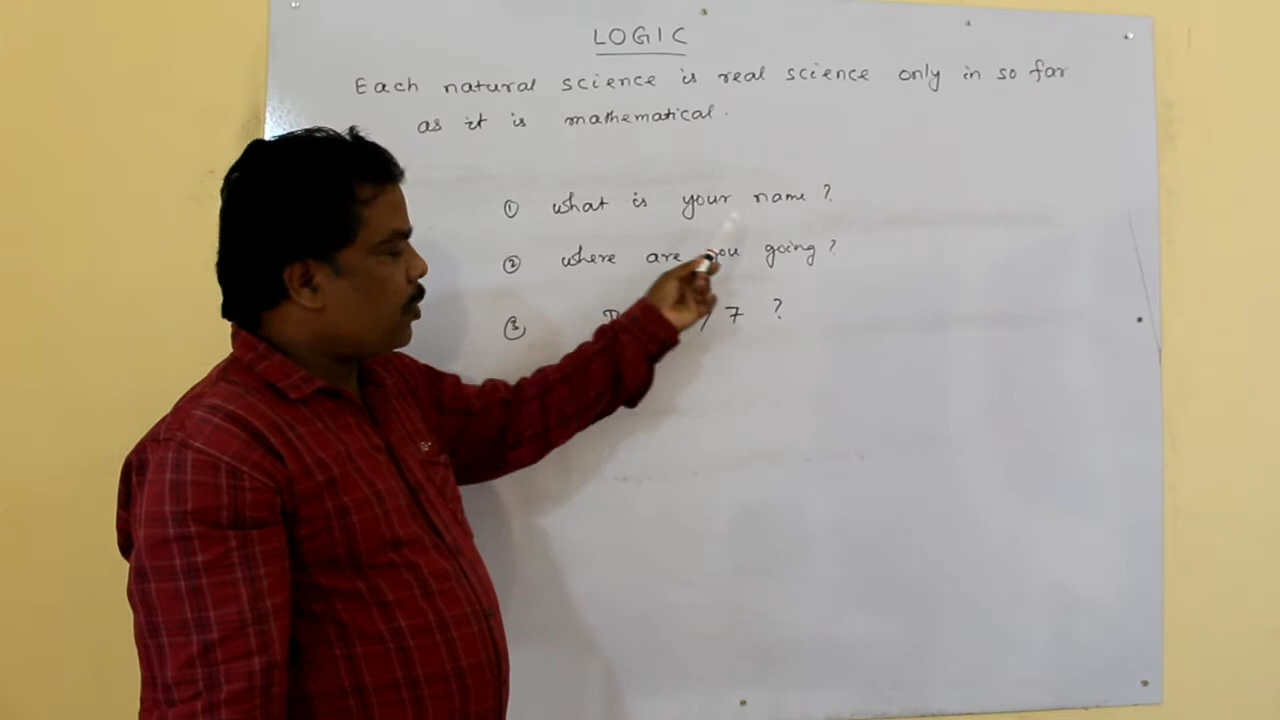 LOGIC
Each natural science is real science only in so far
as it is mathematical.
① what is your name ?
② where are you going ?
③ 7 ?